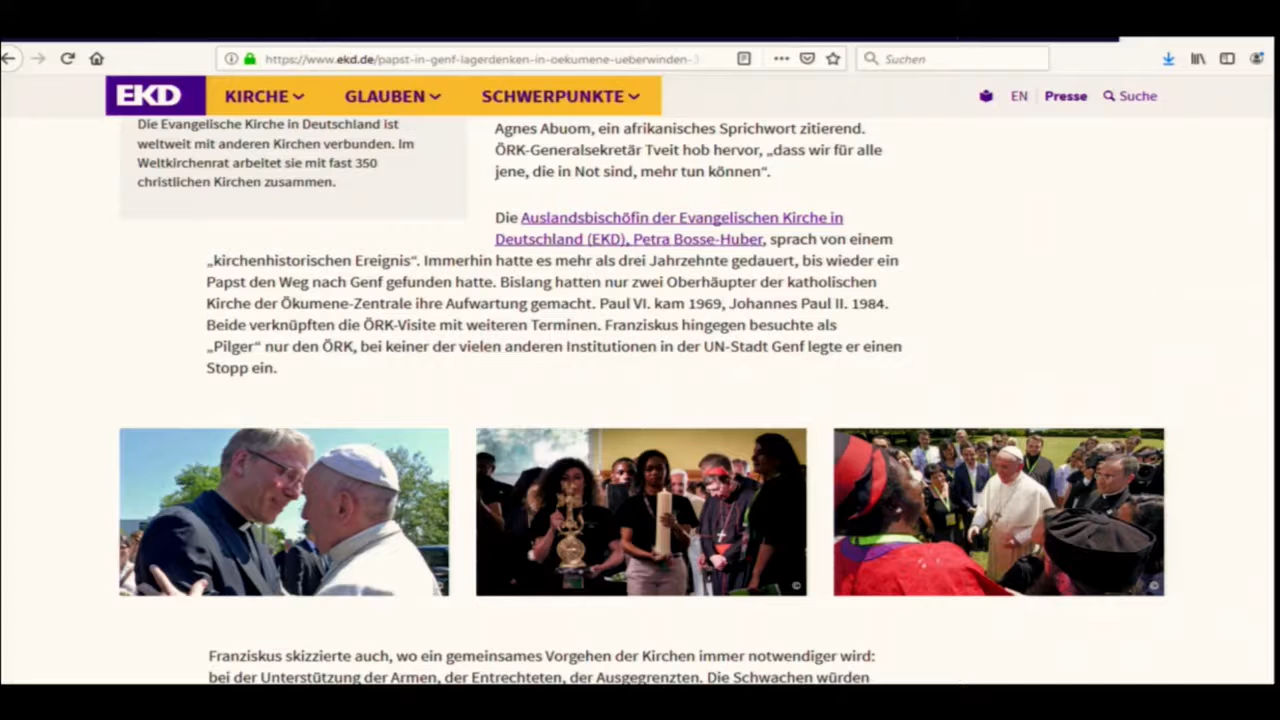 https://www.ekd.de/papst-in-genf-lagerdenken-in-oekumene-ueberwinden-
Suchen
EKD
KIRCHE
GLAUBEN
SCHWERPUNKTE
EN
Presse
Suche
Die Evangelische Kirche in Deutschland ist
weltweit mit anderen Kirchen verbunden. Im
Weltkirchenrat arbeitet sie mit fast 350
christlichen Kirchen zusammen.
Agnes Abuom, ein afrikanisches Sprichwort zitierend.
ÖRK-Generalsekretär Tveit hob hervor, „dass wir für alle
jene, die in Not sind, mehr tun können“.
Die Auslandsbischöfin der Evangelischen Kirche in
Deutschland (EKD), Petra Bosse-Huber, sprach von einem
„kirchenhistorischen Ereignis“. Immerhin hatte es mehr als drei Jahrzehnte gedauert, bis wieder ein
Papst den Weg nach Genf gefunden hatte. Bislang hatten nur zwei Oberhäupter der katholischen
Kirche der Ökumene-Zentrale ihre Aufwartung gemacht. Paul VI. kam 1969, Johannes Paul II. 1984.
Beide verknüpften die ÖRK-Visite mit weiteren Terminen. Franziskus hingegen besuchte als
„Pilger“ nur den ÖRK, bei keiner der vielen anderen Institutionen in der UN-Stadt Genf legte er einen
Stopp ein.
©
©
Franziskus skizzierte auch, wo ein gemeinsames Vorgehen der Kirchen immer notwendiger wird:
bei der Unterstützung der Armen, der Entrechteten, der Ausgegrenzten. Die Schwachen würden